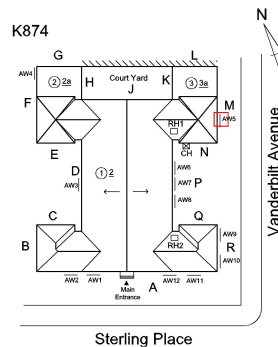 K874
N
G
L
AW4
② 2a
H
Court Yard
K
③ 3a
J
F
M
AW5
RH1
E
CH
N
D
AW3
① 2
AW6
AW7
P
AW8
C
Q
B
RH2
AW9
R
AW10
AW2
AW1
A
AW12
AW11
Main
Entrance
Vanderbilt Avenue
Sterling Place